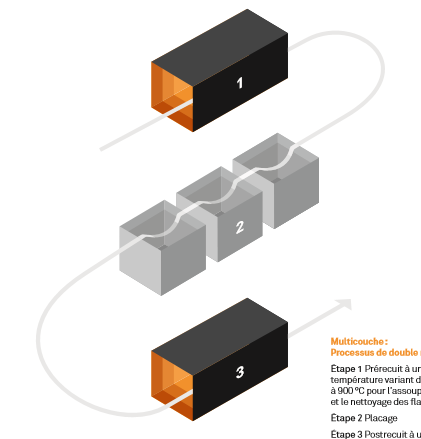 1
2
3
Multicouche :
Processus de double
Étape 1 Prérecuit à un
température variant d
à 900 °C pour l'assoup
et le nettoyage des fla
Étape 2 Placage
Étape 3 Postrecuit à u